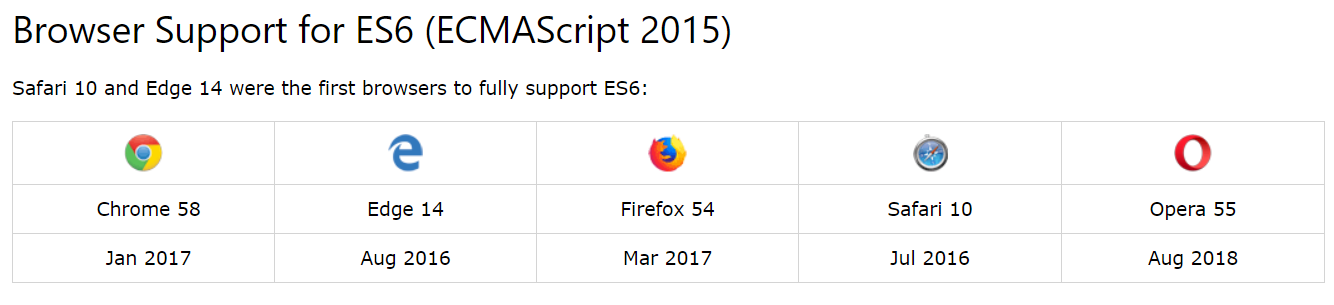 Browser Support for ES6 (ECMAScript 2015)
Safari 10 and Edge 14 were the first browsers to fully support ES6:
Chrome 58 Edge 14 Firefox 54 Safari 10 Opera 55
Jan 2017 Aug 2016 Mar 2017 Jul 2016 Aug 2018